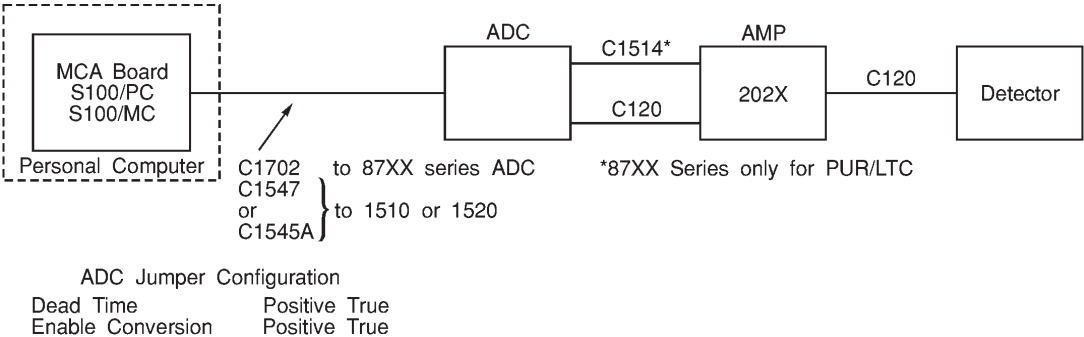 ADC
AMP
C1514*
MCA Board
S100/PC
S100/MC
C120
202X
C120
Detector
Personal Computer
C1702 to 87XX series ADC
C1547
or
C1545A
to 1510 or 1520
*87XX Series only for PUR/LTC
ADC Jumper Configuration
Dead Time Positive True
Enable Conversion Positive True